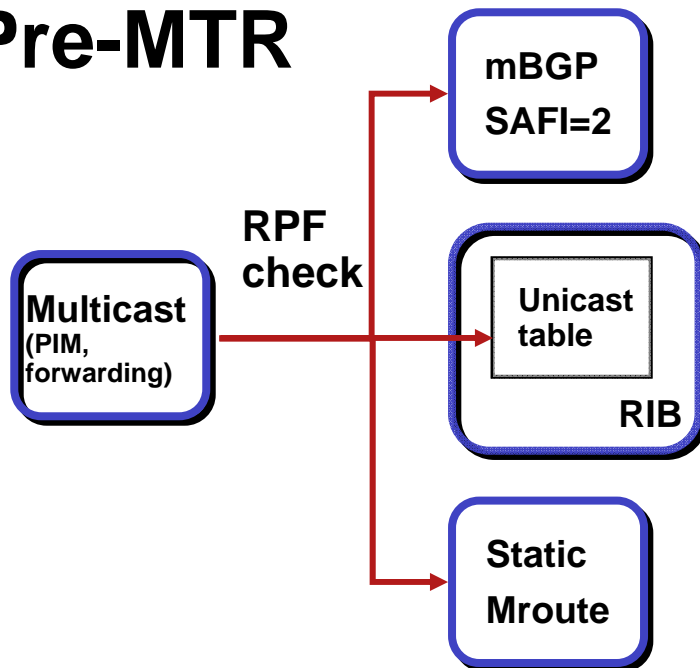 Pre-MTR
mBGP
SAFI=2
RPF
check
Multicast
(PIM,
forwarding)
Unicast
table
RIB
Static
Mroute